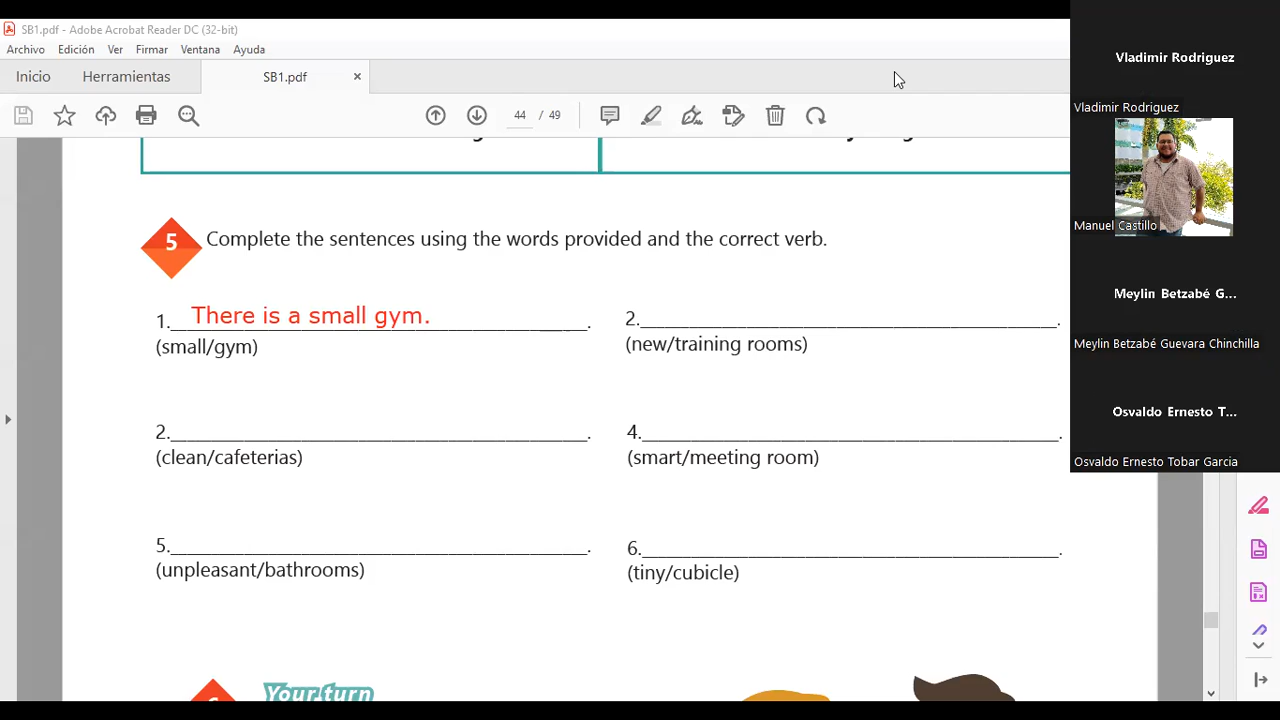 SB1.pdf - Adobe Acrobat Reader DC (32-bit)
Archivo Edición Ver Firmar Ventana Ayuda
Inicio Herramientas SB1.pdf ×
44 / 49
5 Complete the sentences using the words provided and the correct verb.
1. There is a small gym. .
(small/gym)
2. .
(new/training rooms)
2. .
(clean/cafeterias)
4. .
(smart/meeting room)
5. .
(unpleasant/bathrooms)
6. .
(tiny/cubicle)
Your turn
Vladimir Rodriguez
Vladimir Rodriguez
Manuel Castillo
Meylin Betzabé G...
Meylin Betzabé Guevara Chinchilla
Osvaldo Ernesto T...
Osvaldo Ernesto Tobar Garcia